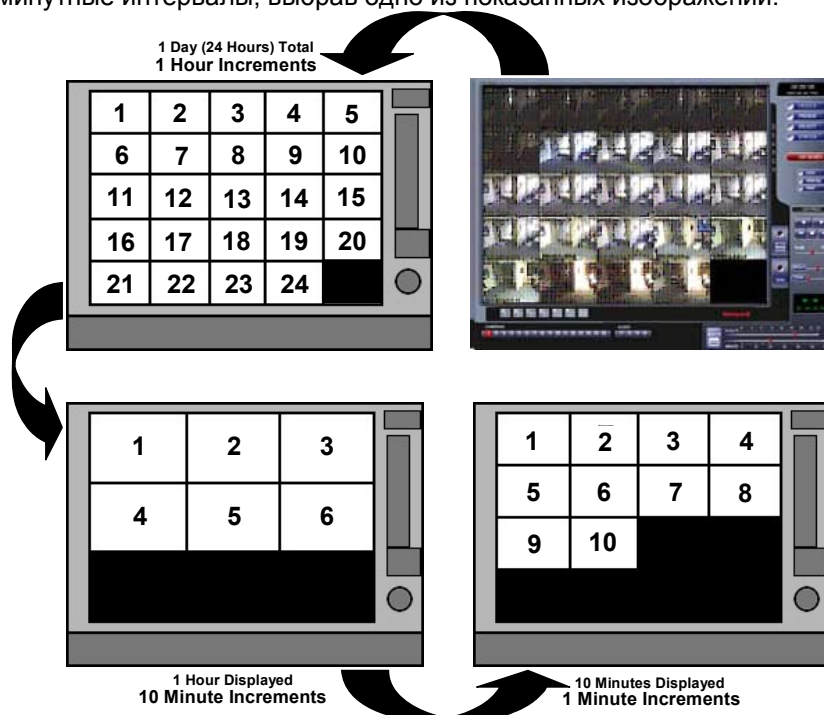 минутные интервалы, выбрав одно из показанных изображений.
1 Day (24 Hours) Total
1 Hour Increments
1 2 3 4 5
6 7 8 9 10
11 12 13 14 15
16 17 18 19 20
21 22 23 24
1 2 3
4 5 6
1 Hour Displayed
10 Minute Increments
1 2 3 4
5 6 7 8
9 10
10 Minutes Displayed
1 Minute Increments